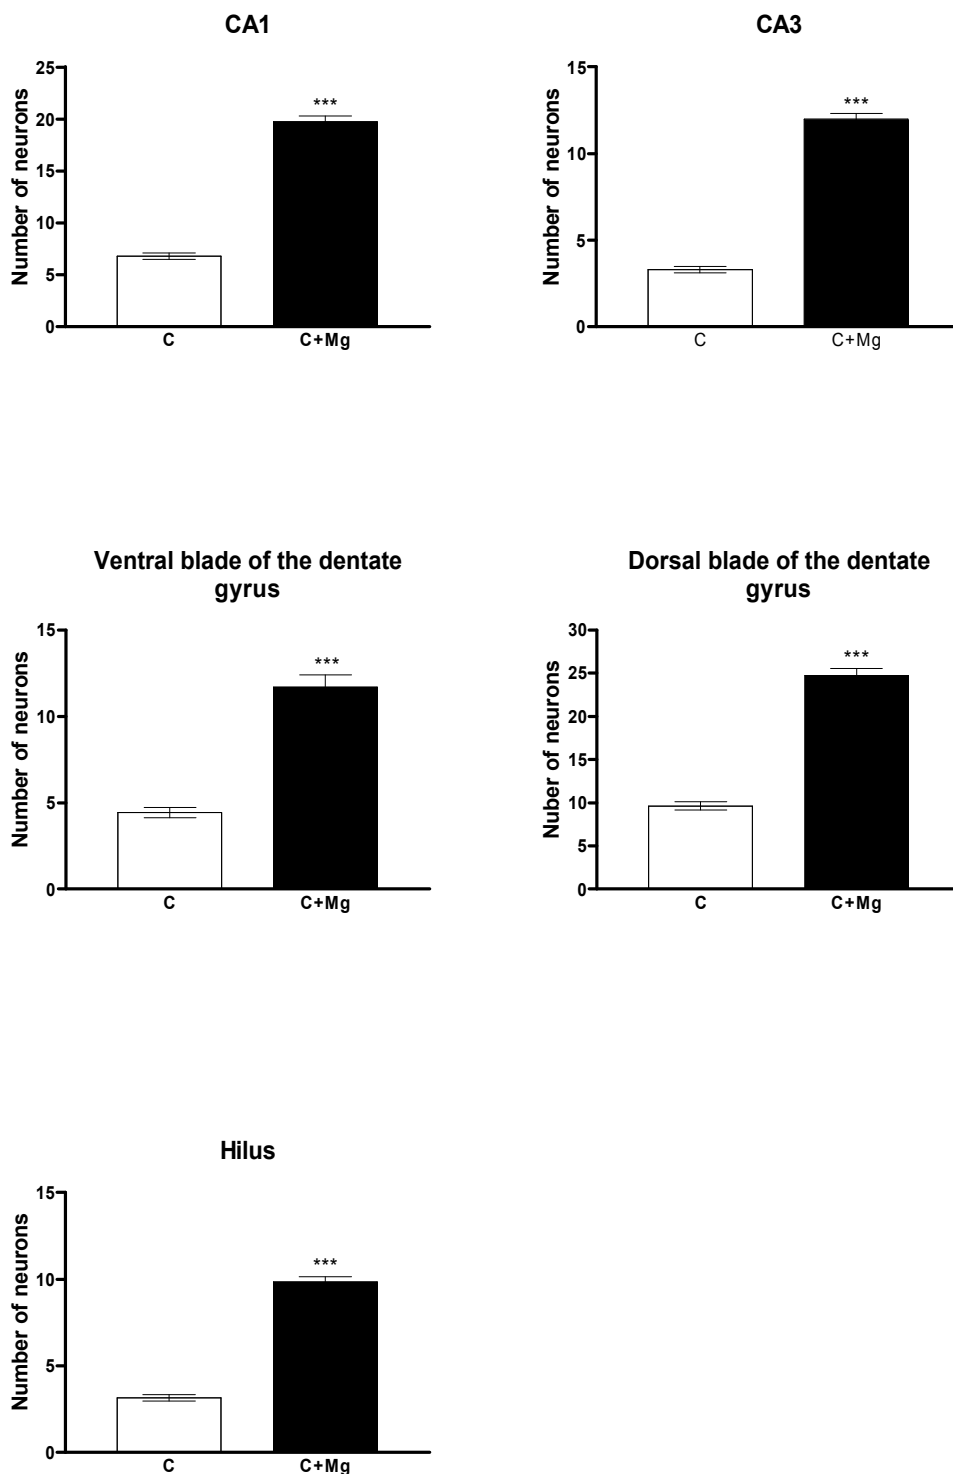 CA1
Number of neurons
25
20
15
10
5
0
***
C
C+Mg
CA3
Number of neurons
15
10
5
0
***
C
C+Mg
Ventral blade of the dentate
gyrus
Number of neurons
15
10
5
0
***
C
C+Mg
Dorsal blade of the dentate
gyrus
Nuber of neurons
30
25
20
15
10
5
0
***
C
C+Mg
Hilus
Number of neurons
15
10
5
0
***
C
C+Mg